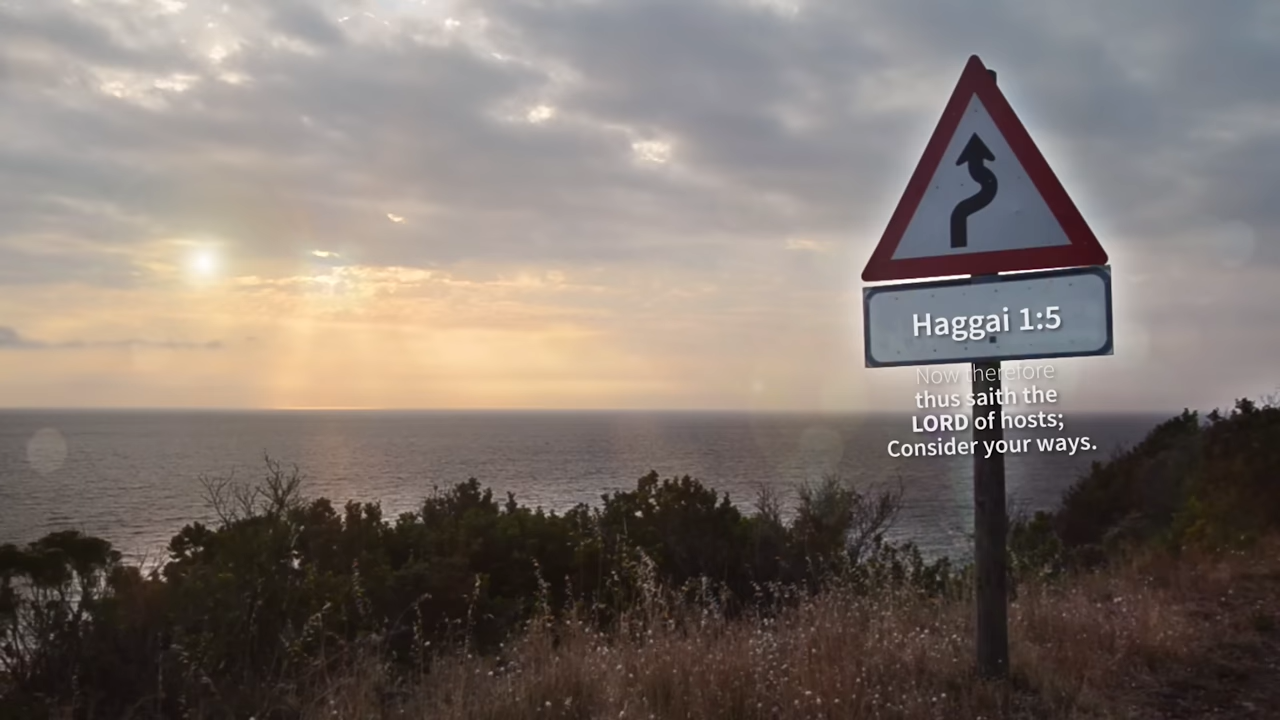 Haggai 1:5
Now therefore
thus saith the
LORD of hosts;
Consider your ways.